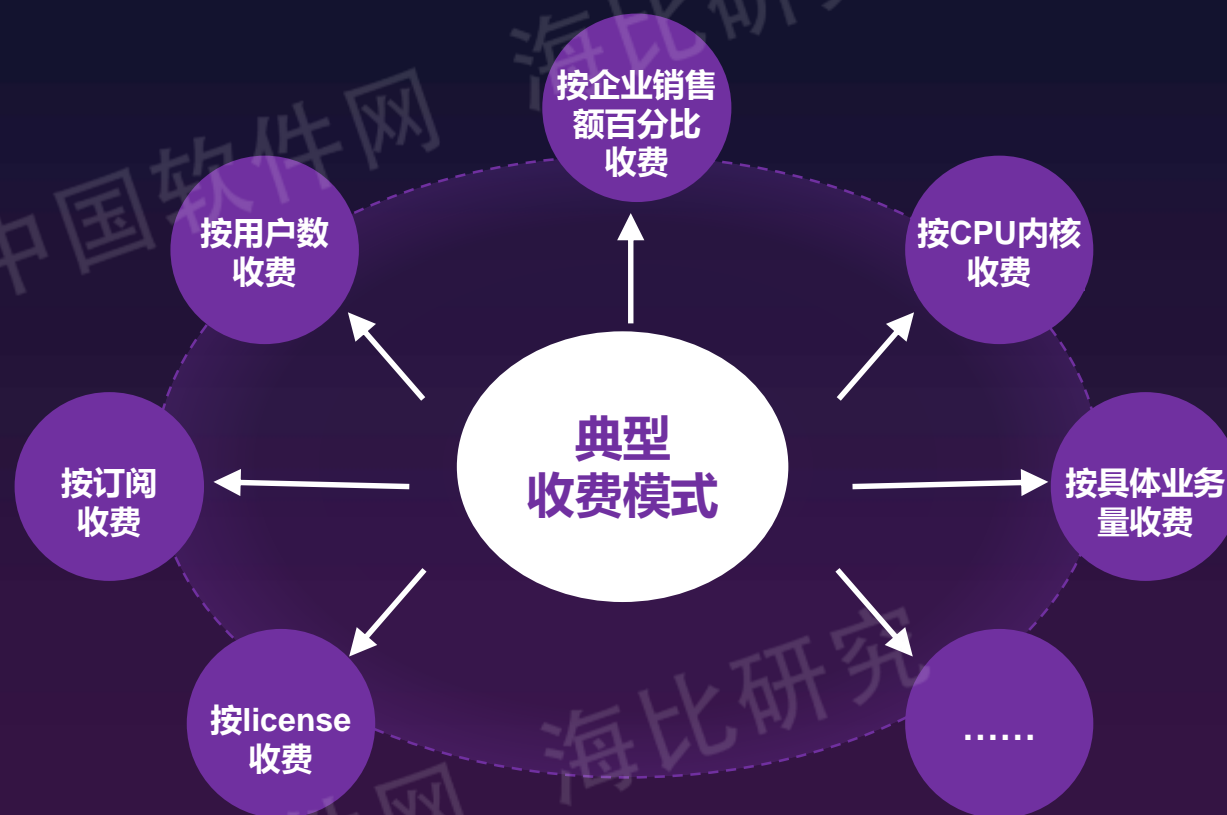 海比研究
中国软件网
按企业销售
额百分比
收费
按用户数
收费
按CPU内核
收费
典型
收费模式
按订阅
收费
按具体业务
量收费
按license
收费
......
海比研究
件网